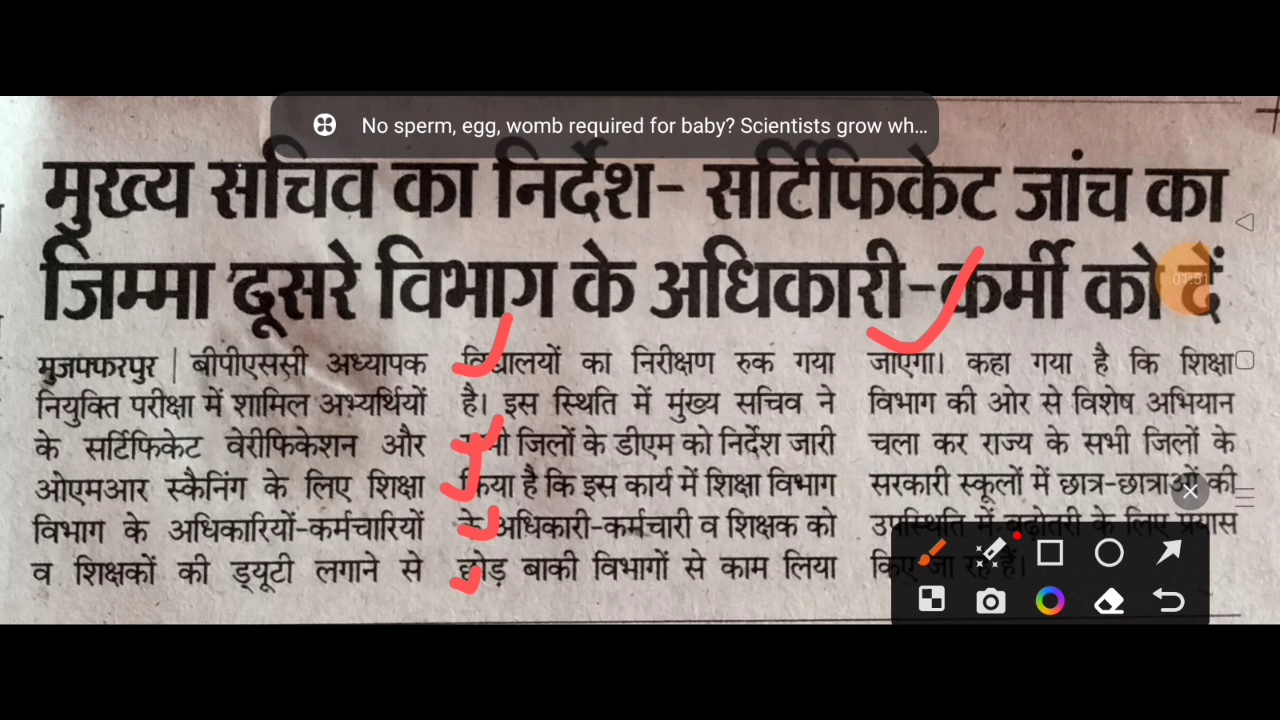 No sperm, egg, womb required for baby? Scientists grow wh...
मुख्य सचिव का निर्देश- सर्टिफिकेट जांच का
जिम्मा दूसरे विभाग के अधिकारी-कर्मी को दें
01:51
मुजफ्फरपुर | बीपीएससी अध्यापक
नियुक्ति परीक्षा में शामिल अभ्यर्थियों
के सर्टिफिकेट वेरीफिकेशन और
ओएमआर स्कैनिंग के लिए शिक्षा
विभाग के अधिकारियों-कर्मचारियों
व शिक्षकों की ड्यूटी लगाने से
विद्यालयों का निरीक्षण रुक गया
है। इस स्थिति में मुंख्य सचिव ने
सभी जिलों के डीएम को निर्देश जारी
किया है कि इस कार्य में शिक्षा विभाग
के अधिकारी-कर्मचारी व शिक्षक को
छोड़ बाकी विभागों से काम लिया
जाएगा। कहा गया है कि शिक्षा
विभाग की ओर से विशेष अभियान
चला कर राज्य के सभी जिलों के
सरकारी स्कूलों में छात्र-छात्राओं की
उपस्थिति में बढ़ोतरी के लिए प्रयास
किए जा रहे हैं।